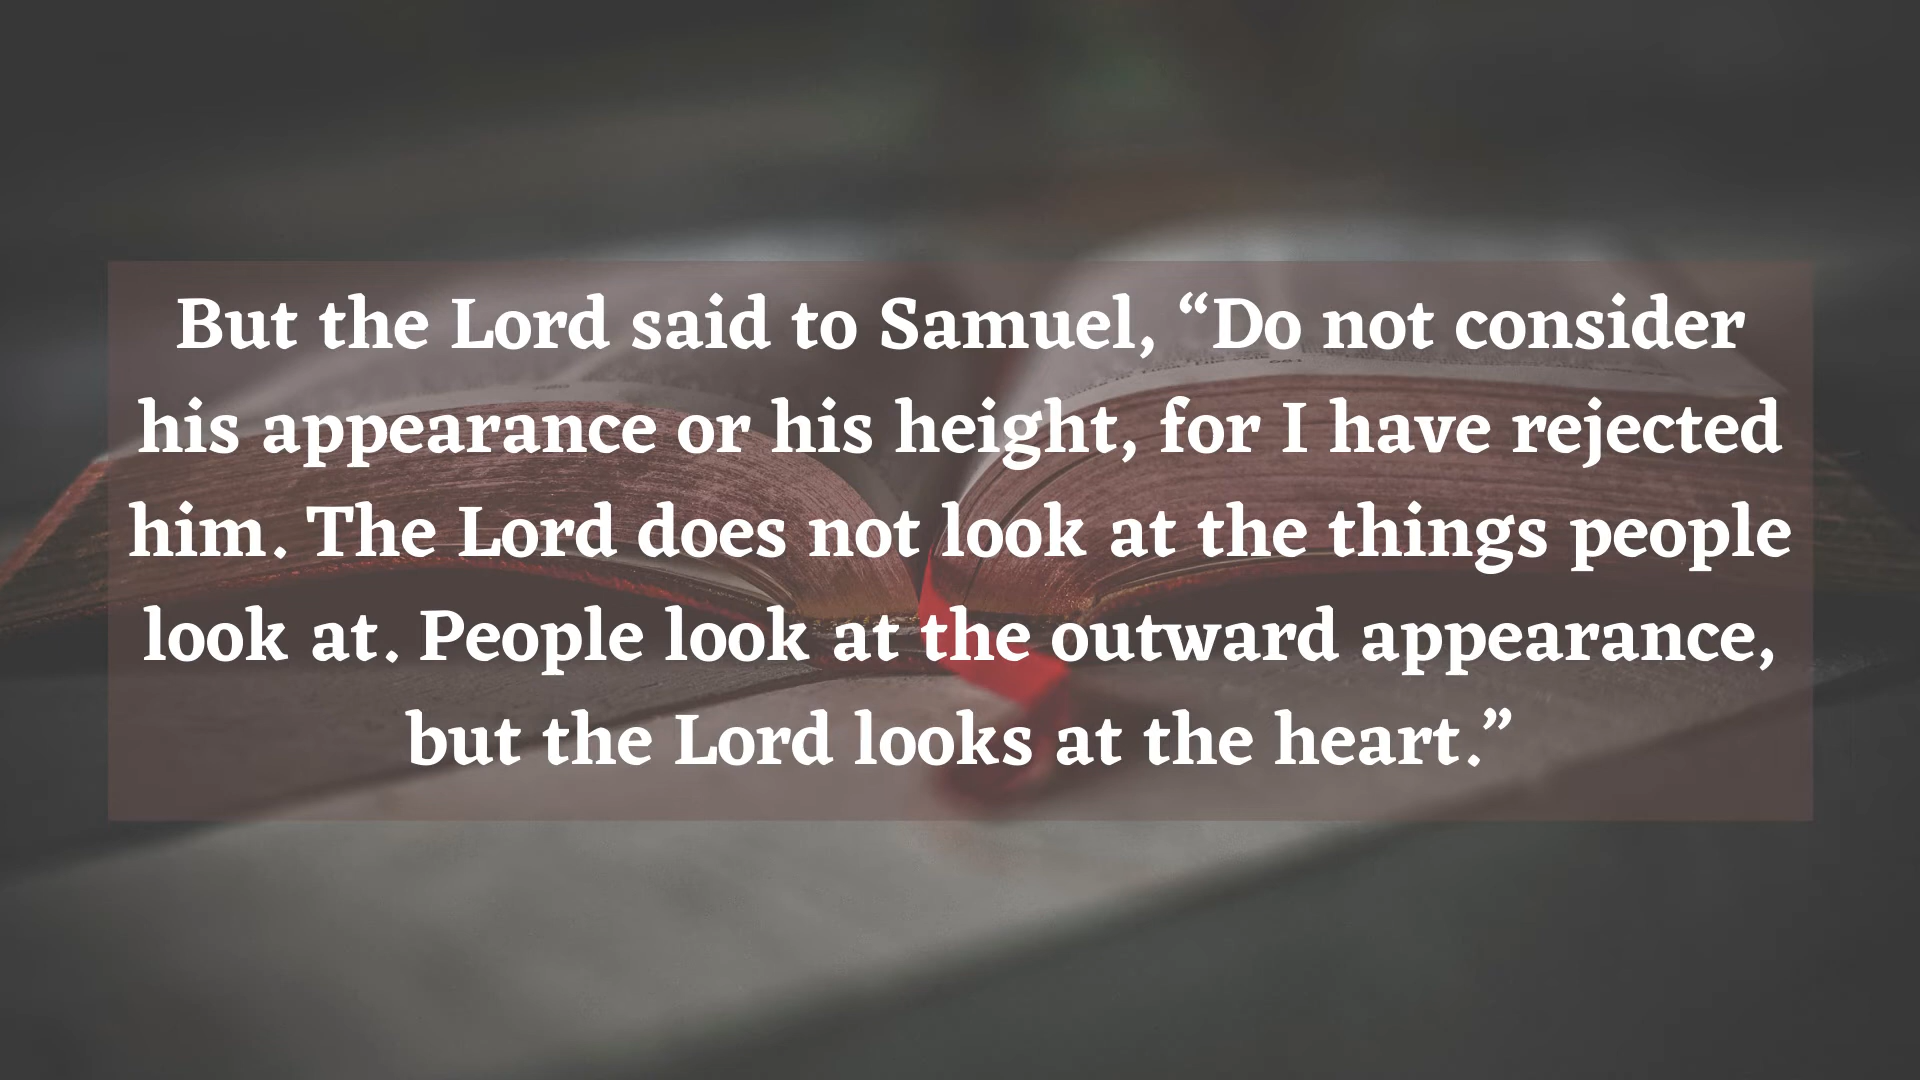 But the Lord said to Samuel, “Do not consider
his appearance or his height, for I have rejected
him. The Lord does not look at the things people
look at. People look at the outward appearance,
but the Lord looks at the heart.”